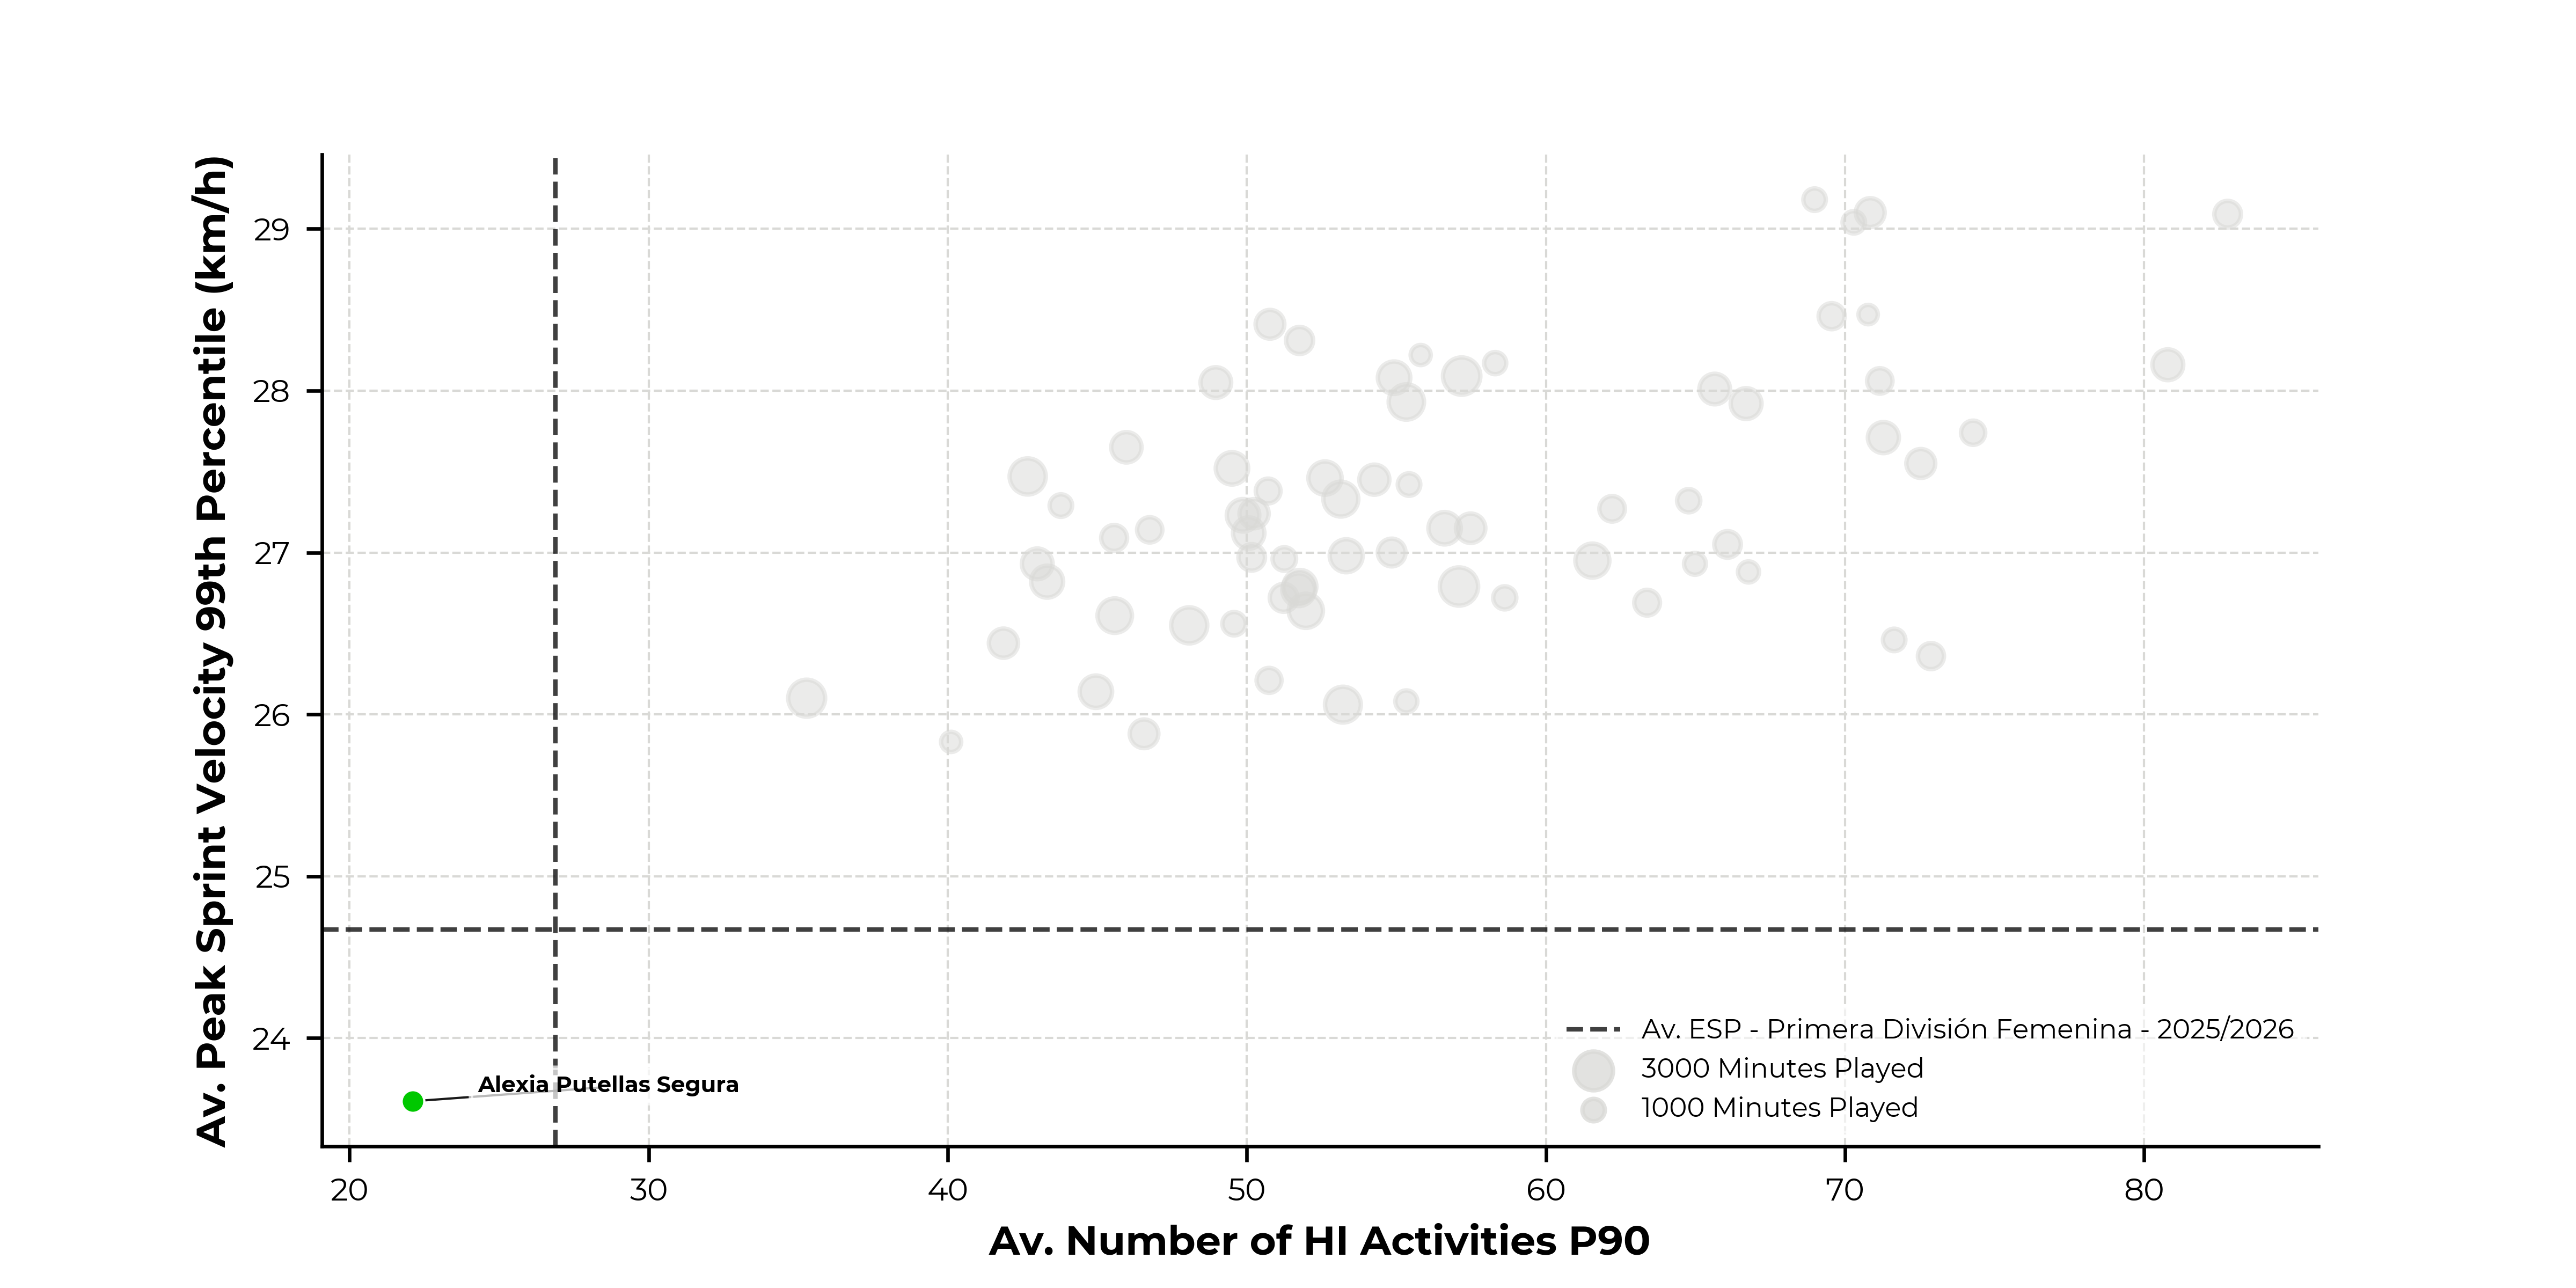 Av. Peak Sprint Velocity 99th Percentile (km/h)
29
28
27
26
25
24
Alexia Putellas Segura
Av. ESP - Primera División Femenina - 2025/2026
3000 Minutes Played
1000 Minutes Played
20 30 40 50 60 70 80
Av. Number of HI Activities P90